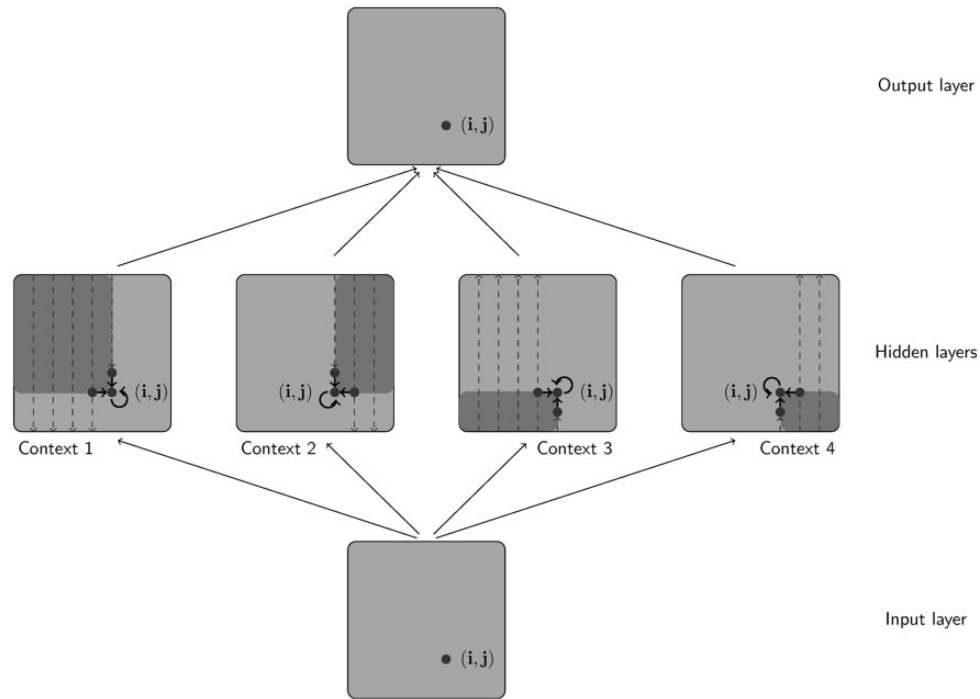 Output layer
(i, j)
(i, j)
(i, j)
(i, j)
(i, j)
Hidden layers
Context 1
Context 2
Context 3
Context 4
(i, j)
Input layer